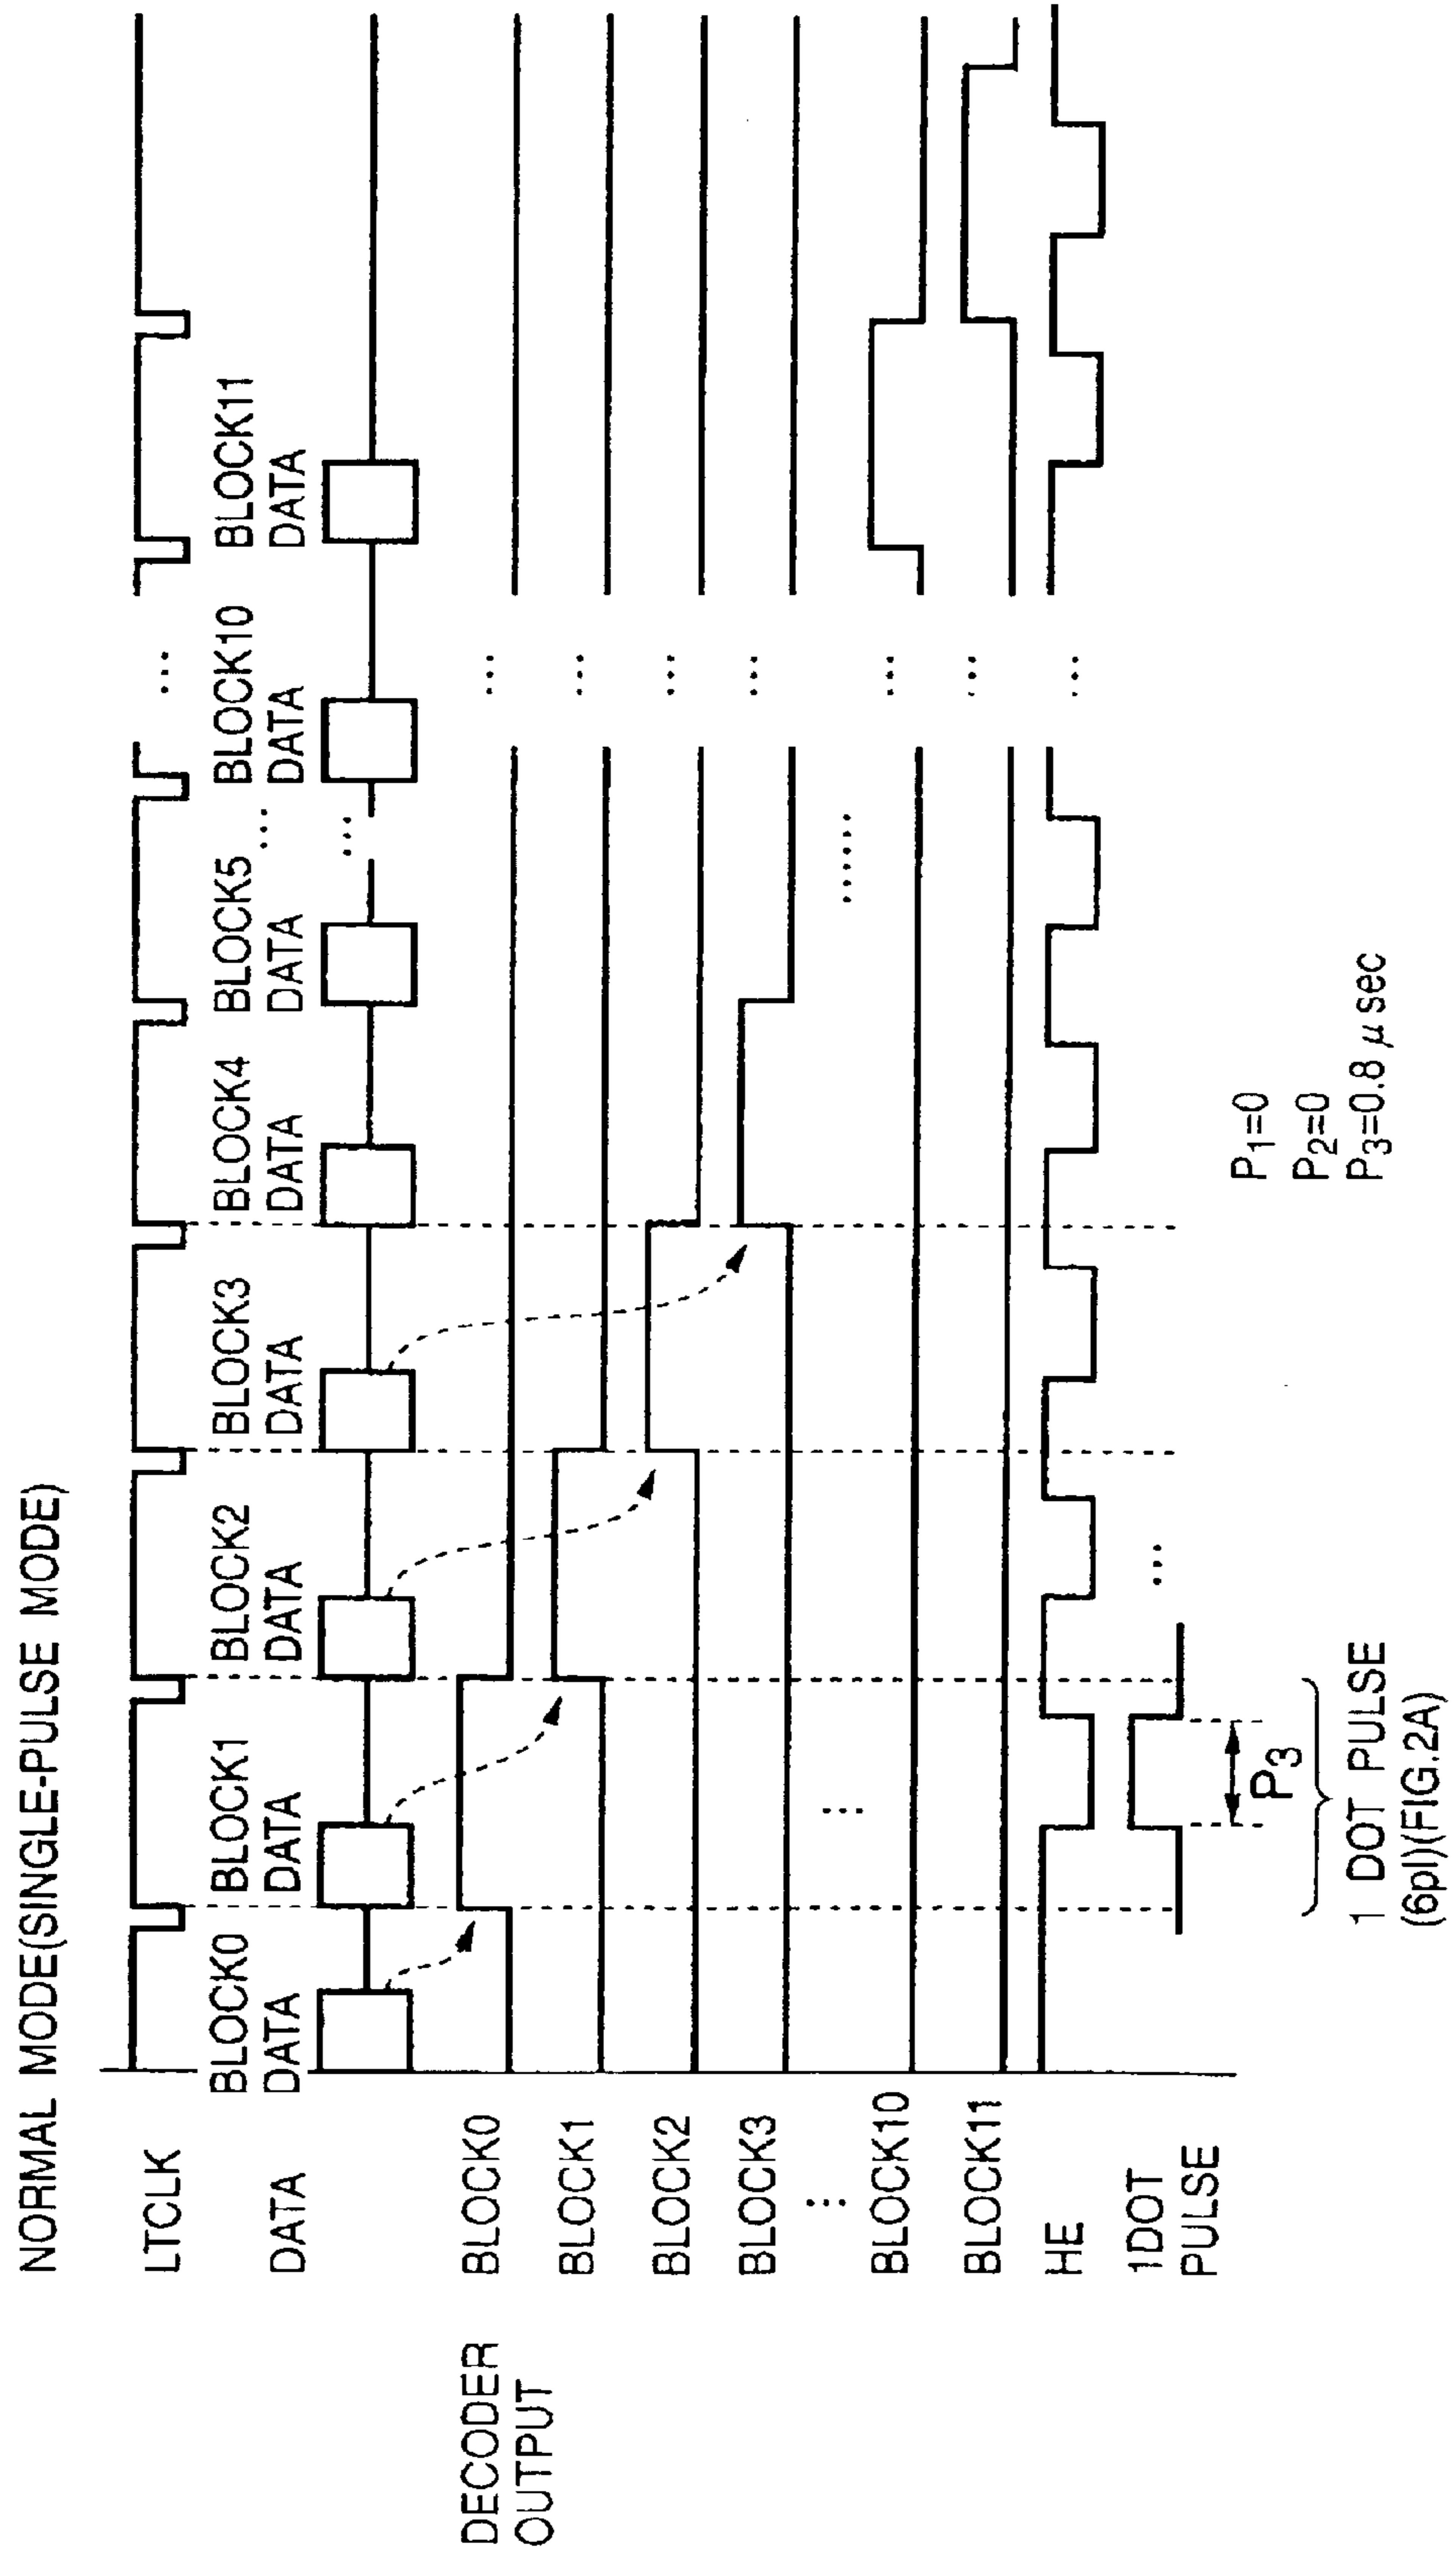 NORMAL MODE(SINGLE-PULSE MODE)
LTCLK
...
DATA
BLOCK0 DATA
BLOCK1 DATA
BLOCK2 DATA
BLOCK3 DATA
BLOCK4 DATA
BLOCK5 DATA
...
...
BLOCK10 DATA
BLOCK11 DATA
DECODER OUTPUT
BLOCK0
...
BLOCK1
...
BLOCK2
...
BLOCK3
...
...
...
.......
BLOCK10
...
BLOCK11
...
HE
...
1DOT PULSE
...
P3
1 DOT PULSE
(6pl)(FIG.2A)
P1=0
P2=0
P3=0.8 μ sec